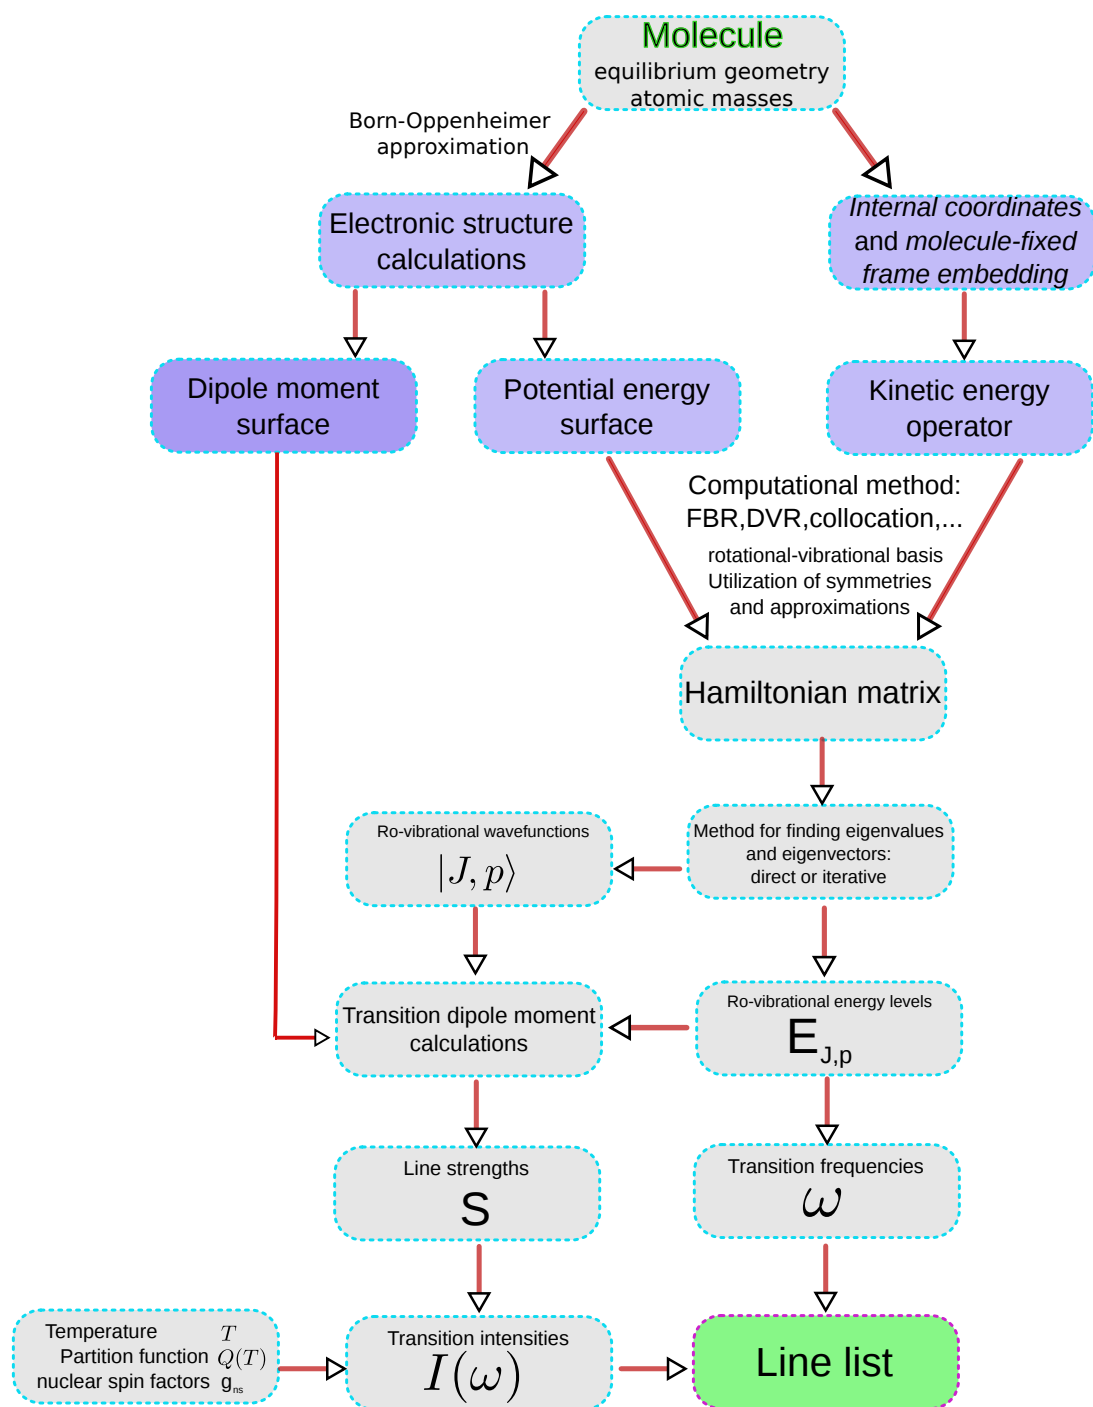 Molecule
equilibrium geometry
atomic masses
Born-Oppenheimer
approximation
Electronic structure
calculations
Internal coordinates
and molecule-fixed
frame embedding
Dipole moment
surface
Potential energy
surface
Kinetic energy
operator
Computational method:
FBR,DVR,collocation,...
rotational-vibrational basis
Utilization of symmetries
and approximations
Hamiltonian matrix
Ro-vibrational wavefunctions
|J, p⟩
Method for finding eigenvalues
and eigenvectors:
direct or iterative
Transition dipole moment
calculations
Ro-vibrational energy levels
E J,p
Line strengths
S
Transition frequencies
ω
Temperature T
Partition function Q(T)
nuclear spin factors g ns
Transition intensities
I(ω)
Line list